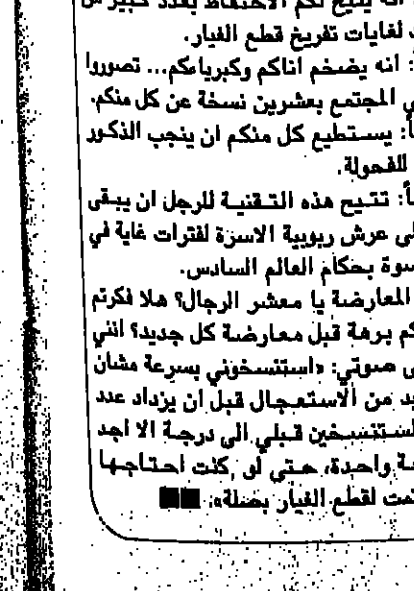 انه يتيح لكم الاحتفاظ بعدد كبير من
لغايات تفريخ قطع الغيار.
: انه يضخم اناكم وكبرياءكم... تصوروا
المجتمع بعشرين نسخة عن كل منكم.
اً: يستطيع كل منكم ان ينجب الذكور
للفحولة.
اً: تتيح هذه التقنية للرجل ان يبقى
لى عرش ربوبية الاسرة لفترات غاية في
سوة بحكام العالم السادس.
المعارضة يا معشر الرجال؟ هلا فكرتم
كم برهة قبل معارضة كل جديد؟ انني
ى صوتي: «استنسخوني بسرعة مشان
يد من الاستعجال قبل ان يزداد عدد
لمستنسخين قبلي الى درجة الا اجد
ـة واحدة، حتى لو كنت احتاجها
مت لقطع الغيار بصلة».